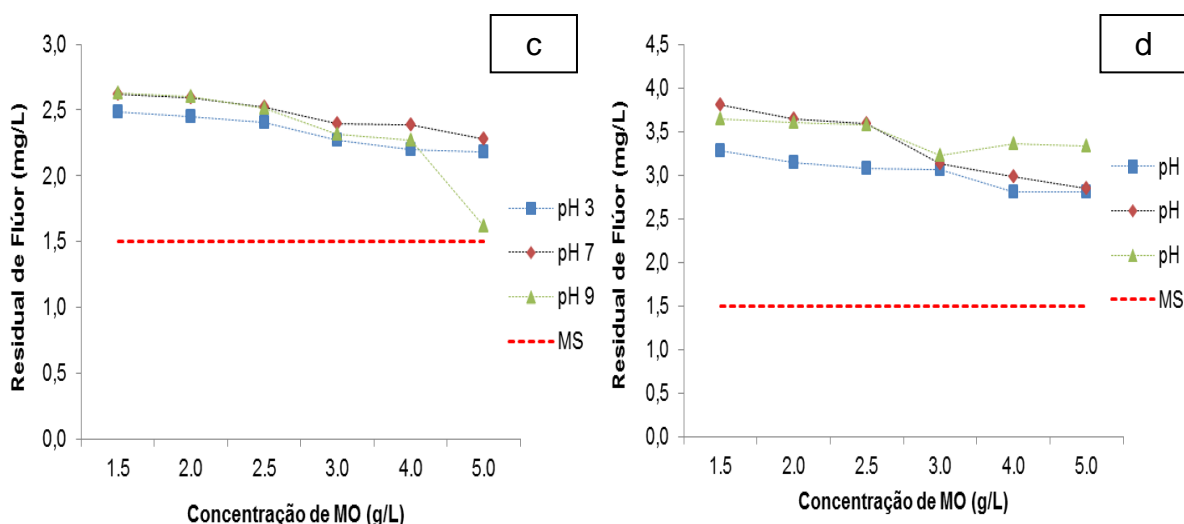 c
Residual de Flúor (mg/L)
3,0
2,5
2,0
1,5
1,0
0,5
0,0
1.5 2.0 2.5 3.0 4.0 5.0
Concentração de MO (g/L)
pH 3
pH 7
pH 9
MS
d
Residual de Flúor (mg/L)
4,5
4,0
3,5
3,0
2,5
2,0
1,5
1,0
0,5
0,0
1.5 2.0 2.5 3.0 4.0 5.0
Concentração de MO (g/L)
pH
pH
pH
MS